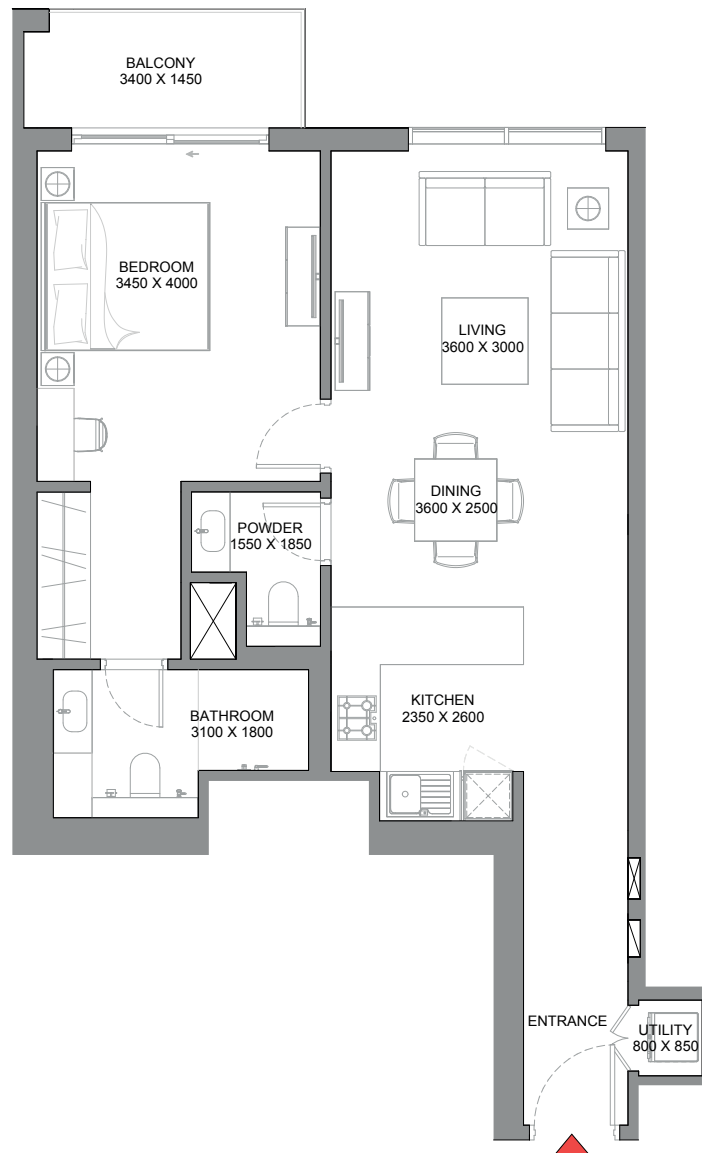 BALCONY
3400 X 1450
BEDROOM
3450 X 4000
LIVING
3600 X 3000
DINING
3600 X 2500
POWDER
1550 X 1850
KITCHEN
2350 X 2600
BATHROOM
3100 X 1800
ENTRANCE
UTILITY
800 X 850